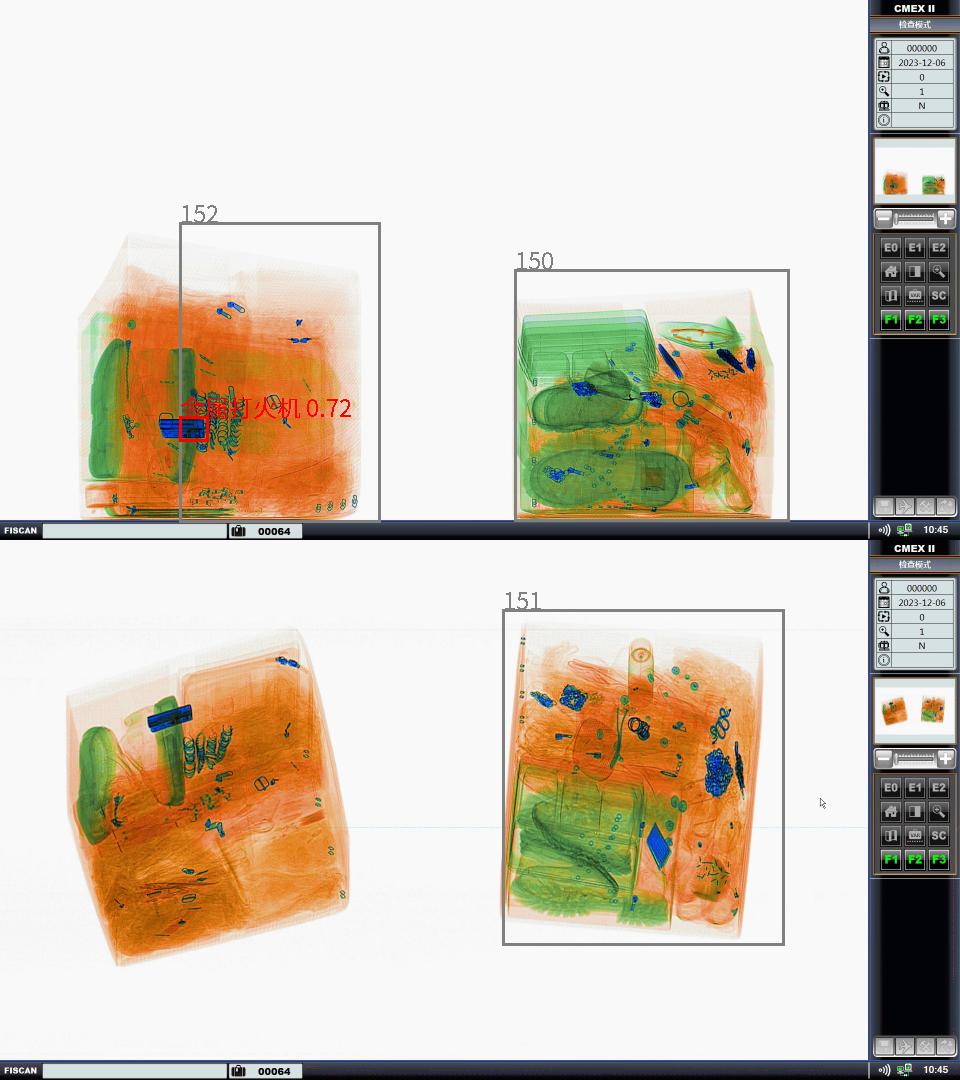 CMEX II
检查模式
000000
2023-12-06
0
1
N
E0 E1 E2
VAR SC
F1 F2 F3
152
150
打火机 0.72
FISCAN
00064
10:45
CMEX II
检查模式
000000
2023-12-06
0
1
N
E0 E1 E2
VAR SC
F1 F2 F3
151
FISCAN
00064
10:45